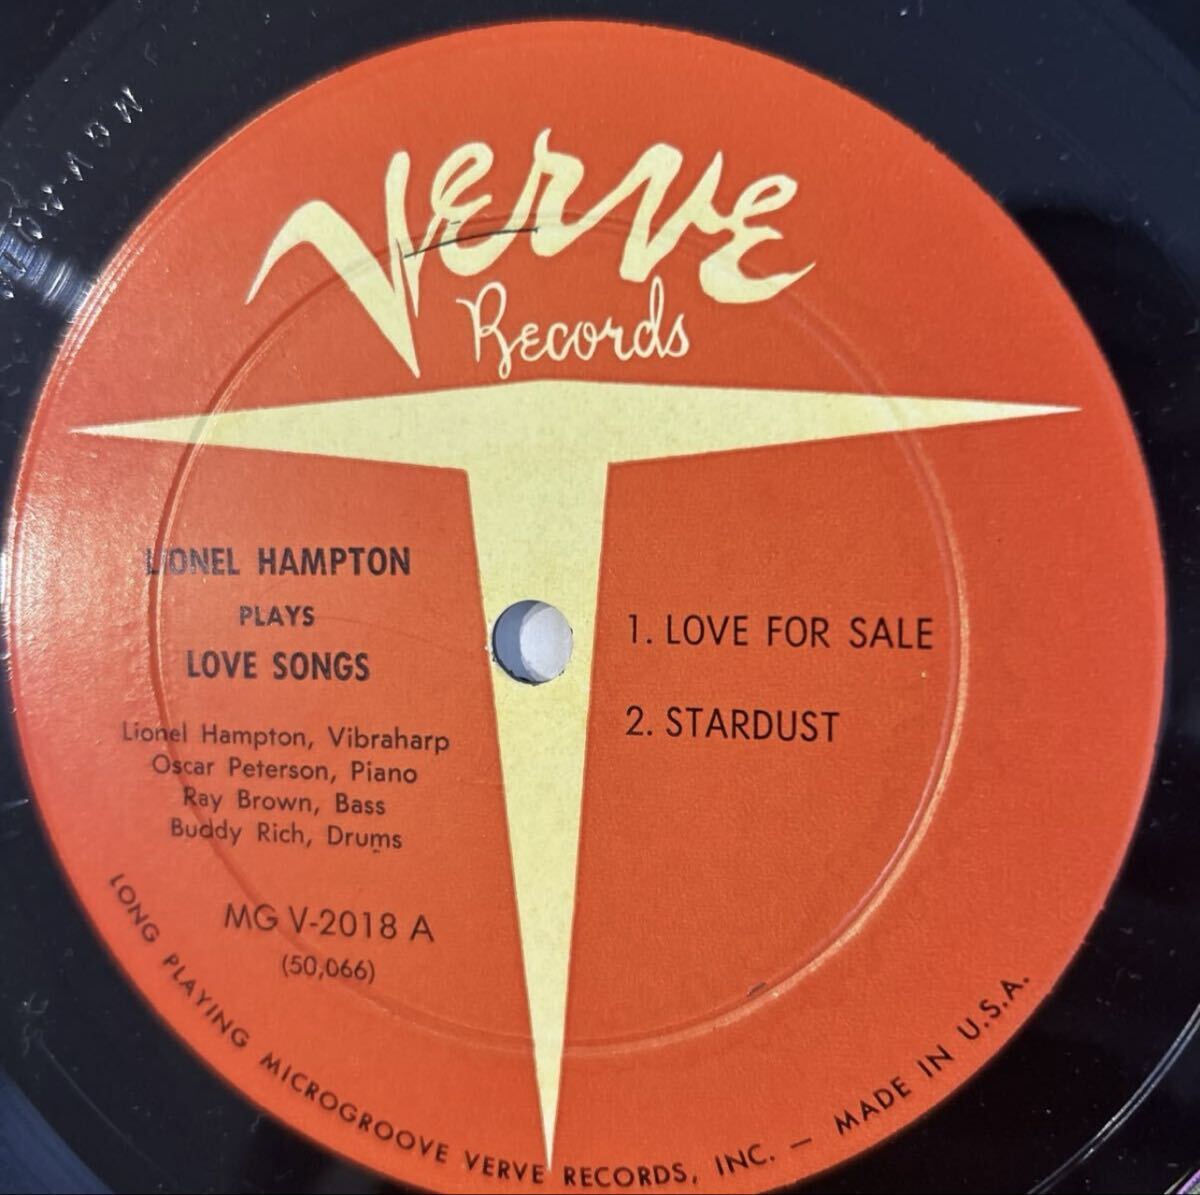 Verve
Records
LIONEL HAMPTON
PLAYS
LOVE SONGS
Lionel Hampton, Vibraharp
Oscar Peterson, Piano
Ray Brown, Bass
Buddy Rich, Drums
MG V-2018 A
(50,066)
1. LOVE FOR SALE
2. STARDUST
LONG PLAYING MICROGROOVE VERVE RECORDS, INC. — MADE IN U.S.A.